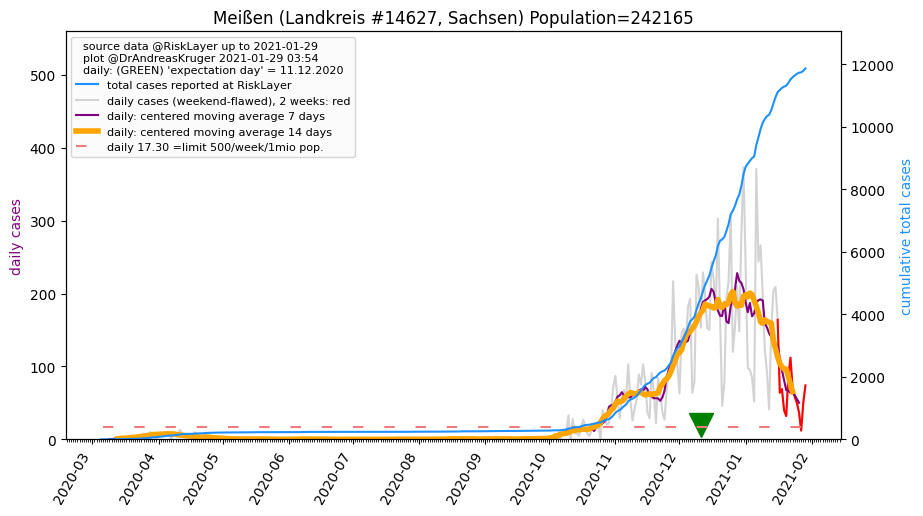 Meißen (Landkreis #14627, Sachsen) Population=242165
source data @RiskLayer up to 2021-01-29
plot @DrAndreasKruger 2021-01-29 03:54
daily: (GREEN) 'expectation day' = 11.12.2020
total cases reported at RiskLayer
daily cases (weekend-flawed), 2 weeks: red
daily: centered moving average 7 days
daily: centered moving average 14 days
daily 17.30 =limit 500/week/1mio pop.
daily cases
500
400
300
200
100
0
cumulative total cases
12000
10000
8000
6000
4000
2000
0
2020-03
2020-04
2020-05
2020-06
2020-07
2020-08
2020-09
2020-10
2020-11
2020-12
2021-01
2021-02